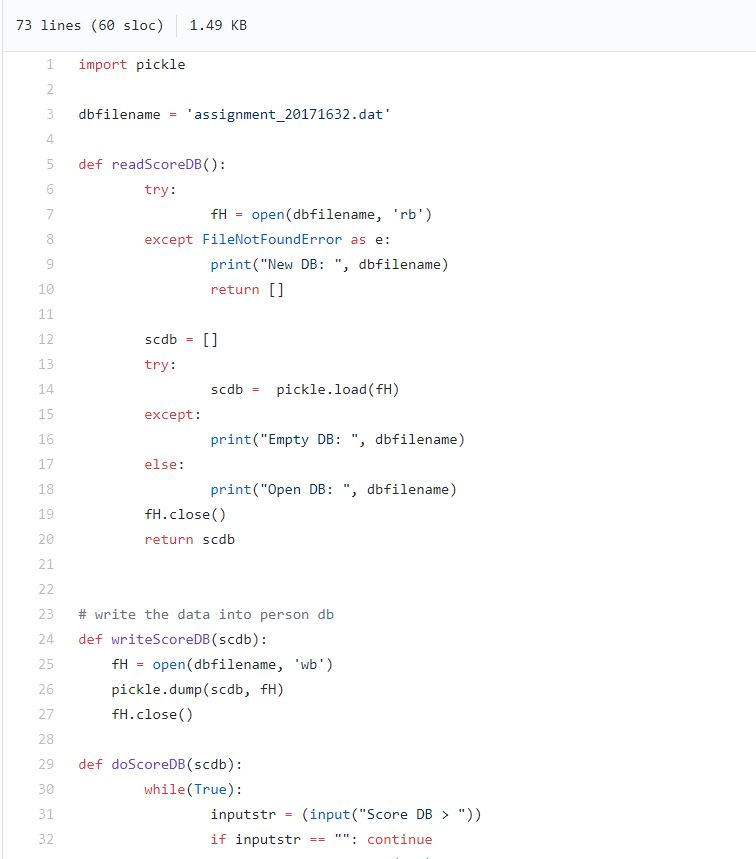 73 lines (60 sloc) 1.49 KB
1 import pickle
2
3 dbfilename = 'assignment_20171632.dat'
4
5 def readScoreDB():
6 try:
7 fH = open(dbfilename, 'rb')
8 except FileNotFoundError as e:
9 print("New DB: ", dbfilename)
10 return []
11
12 scdb = []
13 try:
14 scdb =  pickle.load(fH)
15 except:
16 print("Empty DB: ", dbfilename)
17 else:
18 print("Open DB: ", dbfilename)
19 fH.close()
20 return scdb
21
22
23 # write the data into person db
24 def writeScoreDB(scdb):
25 fH = open(dbfilename, 'wb')
26 pickle.dump(scdb, fH)
27 fH.close()
28
29 def doScoreDB(scdb):
30 while(True):
31 inputstr = (input("Score DB > "))
32 if inputstr == "": continue